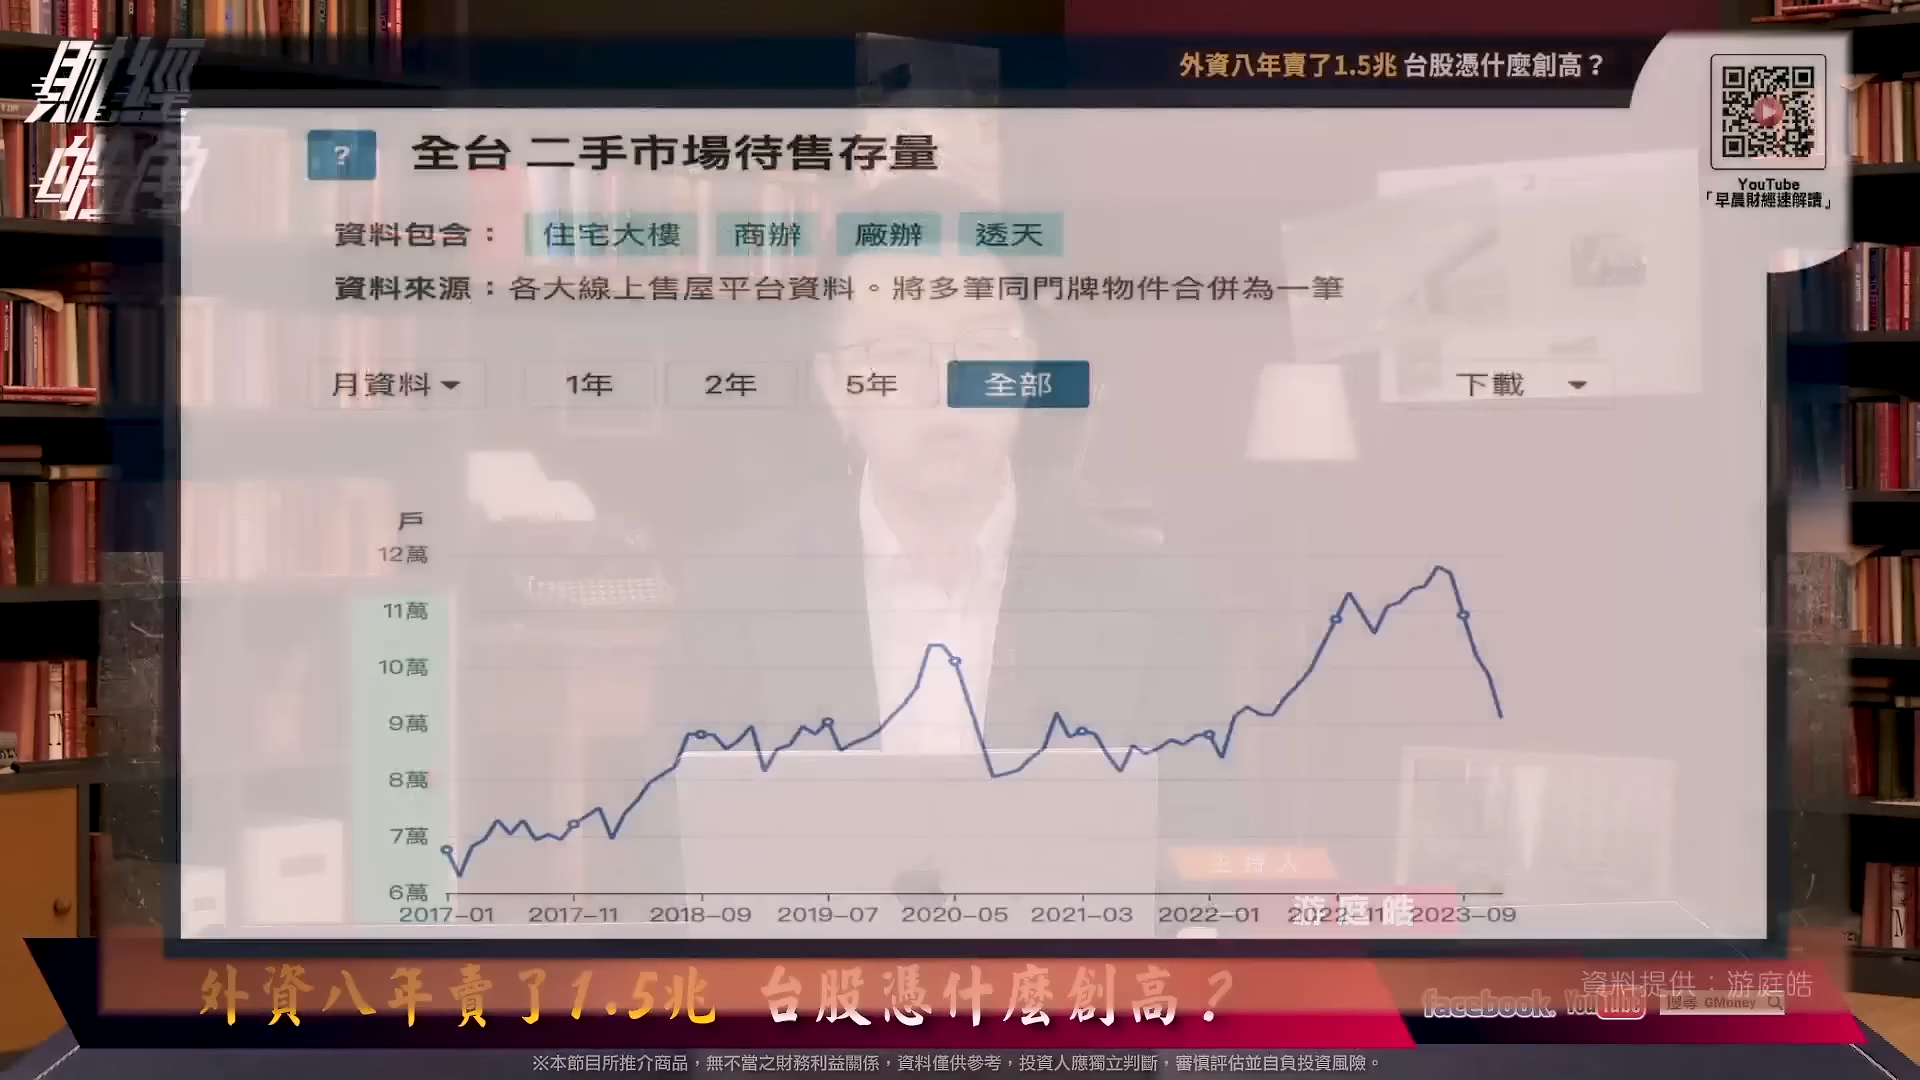 財經
皓角
外資八年賣了1.5兆 台股憑什麼創高？
YouTube
「早晨財經速解讀」
? 全台 二手市場待售存量
資料包含： 住宅大樓 商辦 廠辦 透天
資料來源：各大線上售屋平台資料。將多筆同門牌物件合併為一筆
月資料 1年 2年 5年 全部 下載
戶
12萬
11萬
10萬
9萬
8萬
7萬
6萬
2017-01 2017-11 2018-09 2019-07 2020-05 2021-03 2022-01 2022-11 2023-09
主持人
游庭皓
外資八年賣了1.5兆 台股憑什麼創高？
資料提供：游庭皓
facebook. YouTube 搜尋 GMoney
※本節目所推介商品，無不當之財務利益關係，資料僅供參考，投資人應獨立判斷，審慎評估並自負投資風險。